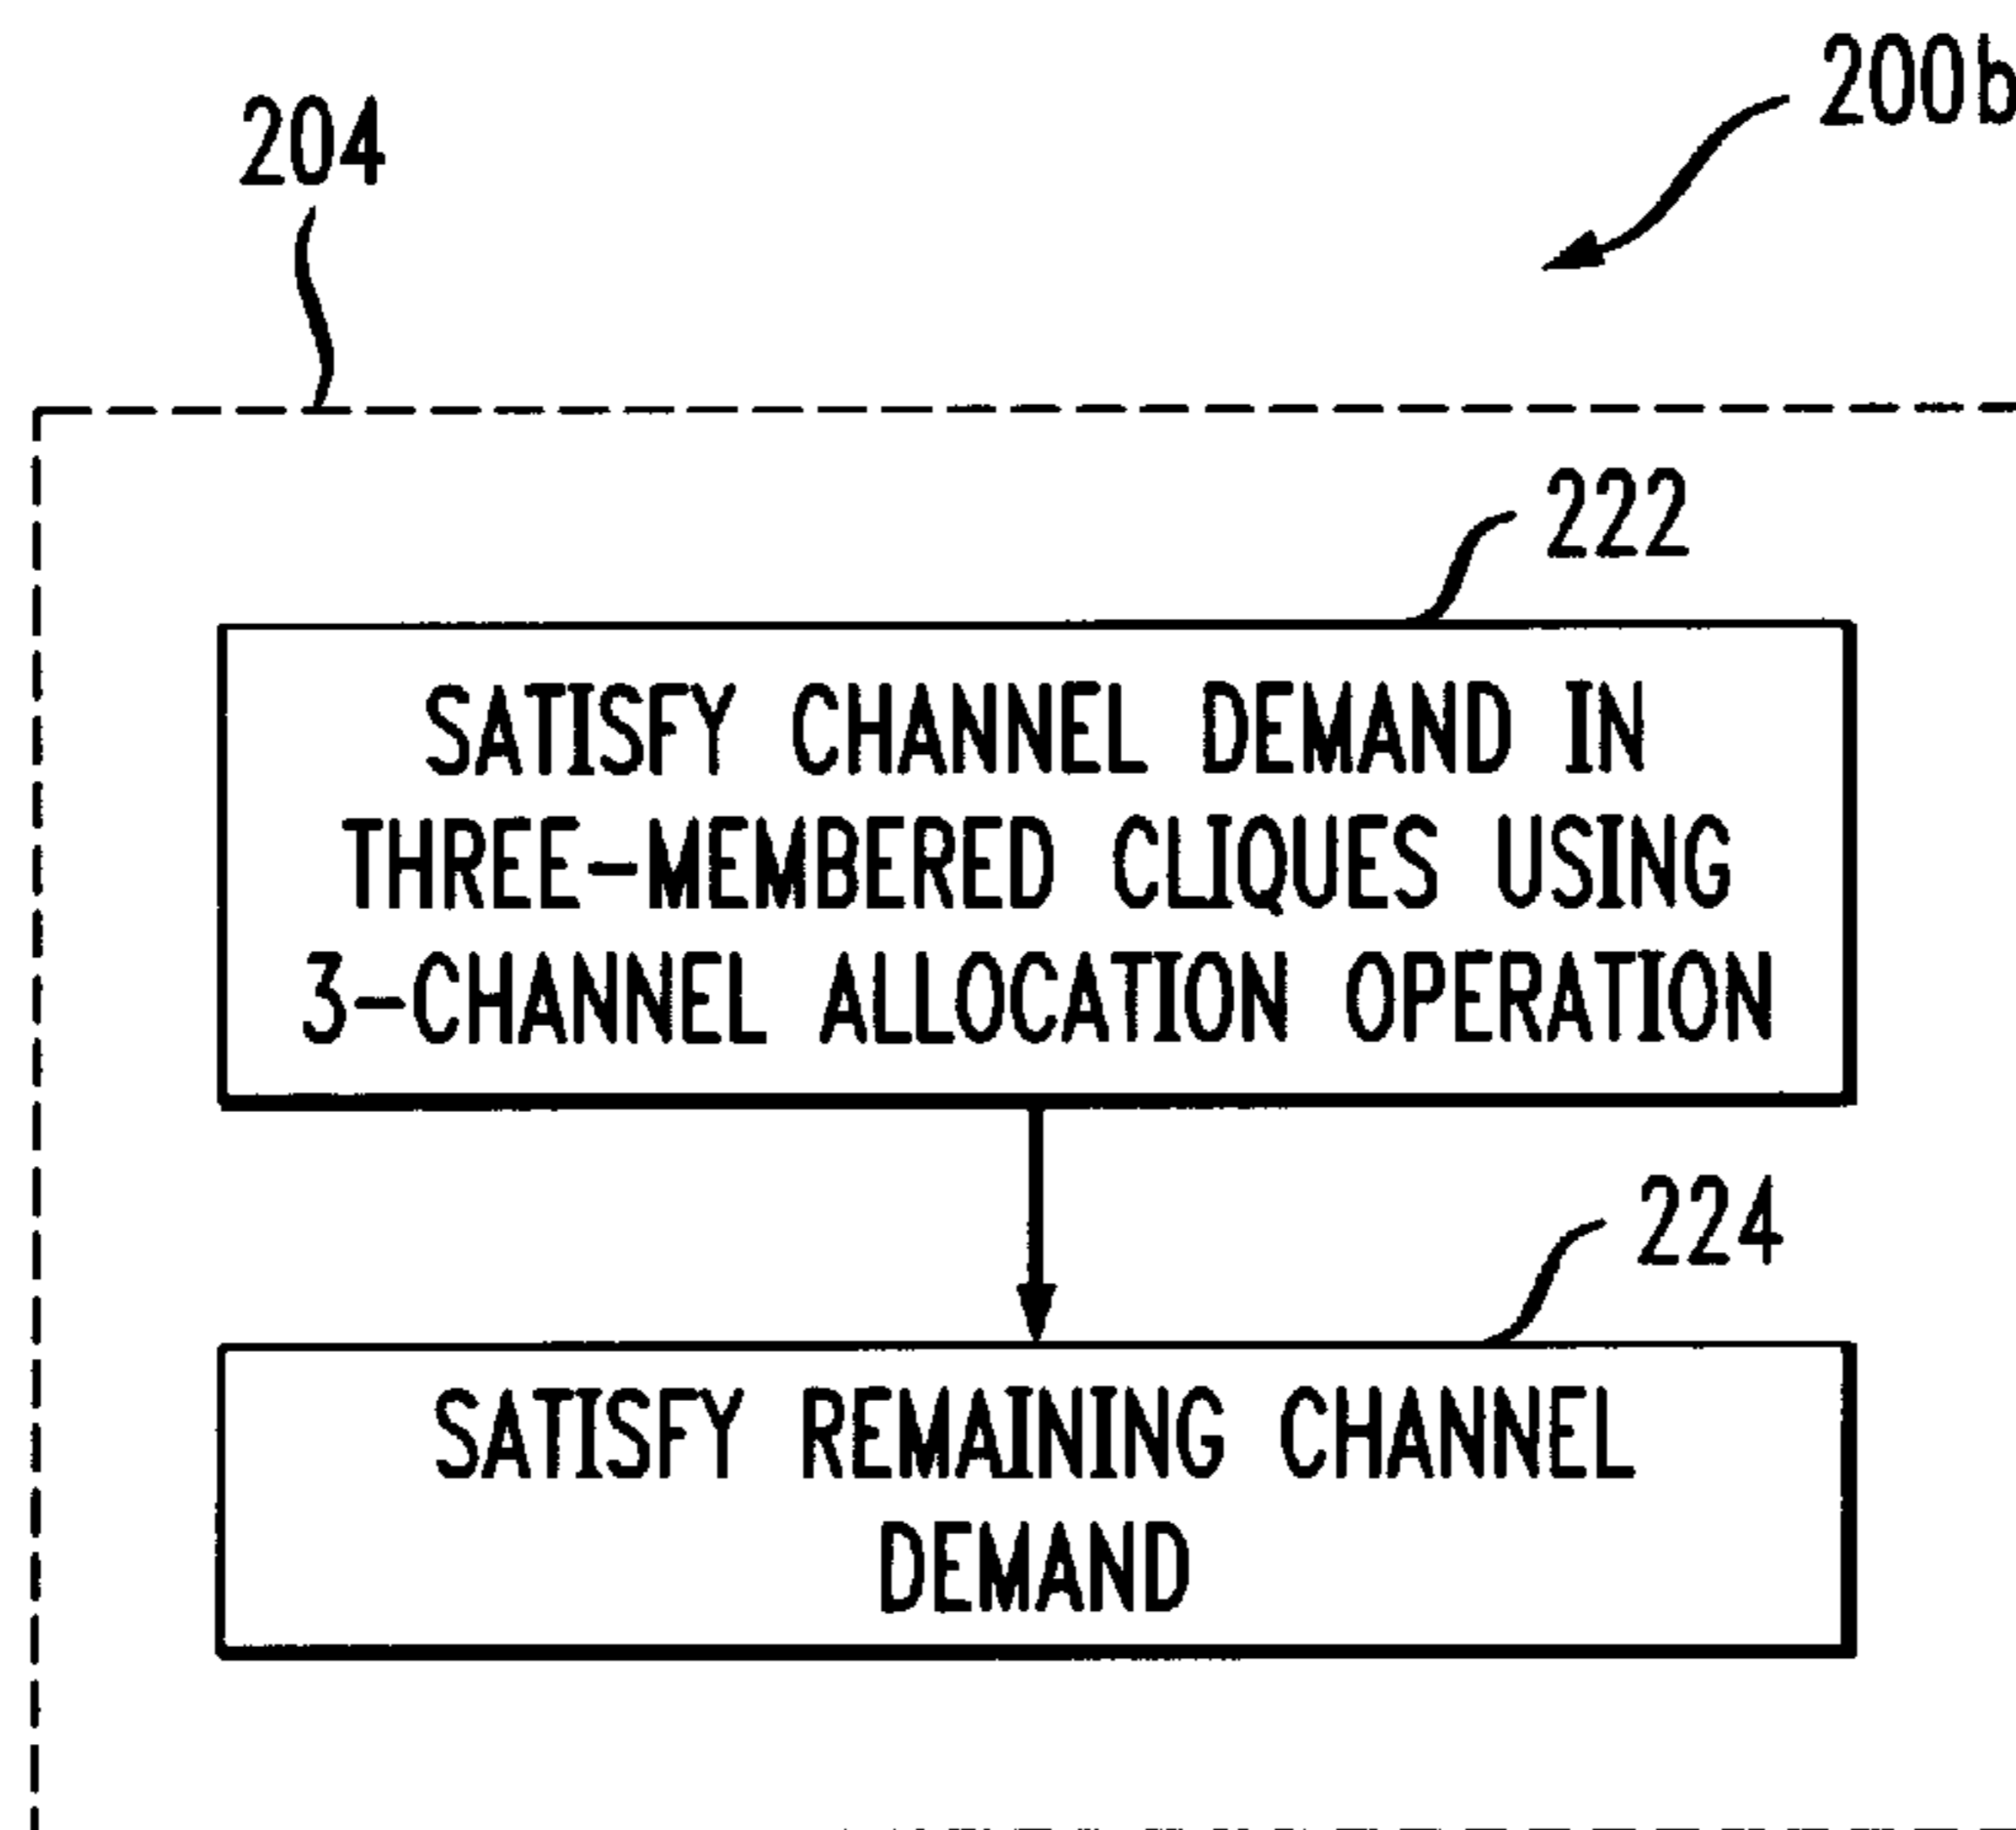 200b
204
222
SATISFY CHANNEL DEMAND IN
THREE-MEMBERED CLIQUES USING
3-CHANNEL ALLOCATION OPERATION
224
SATISFY REMAINING CHANNEL
DEMAND